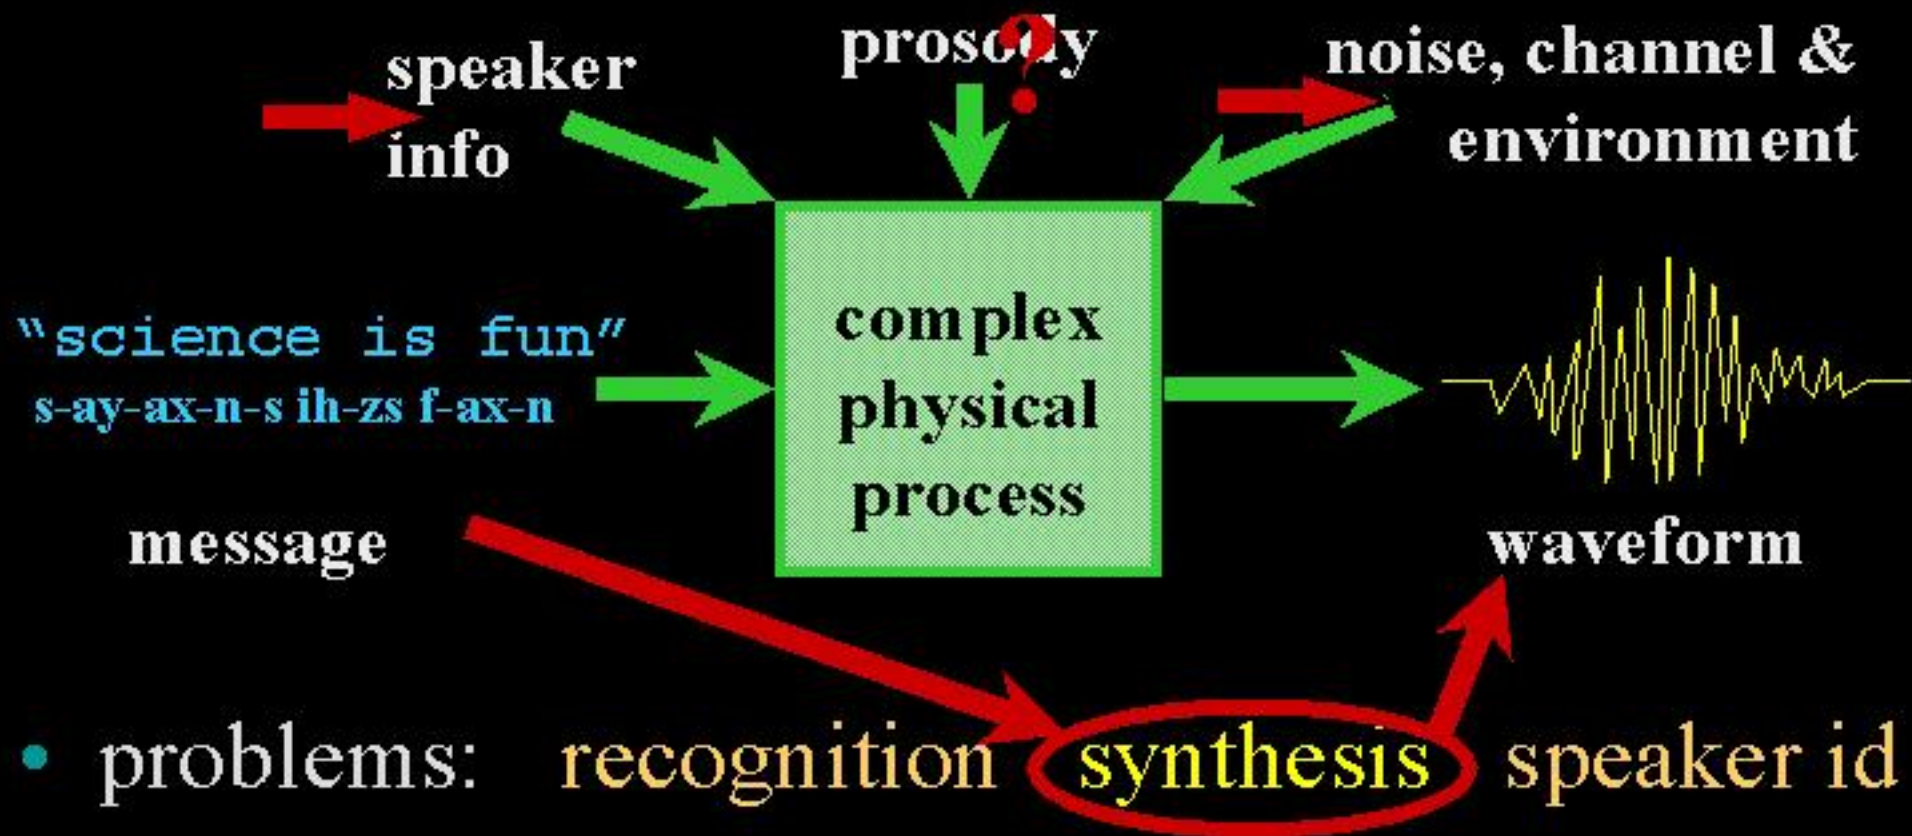 speaker
info
prosody
?
noise, channel &
environment
“science is fun”
s-ay-ax-n-s ih-zs f-ax-n
complex
physical
process
message
waveform
• problems: recognition synthesis speaker id